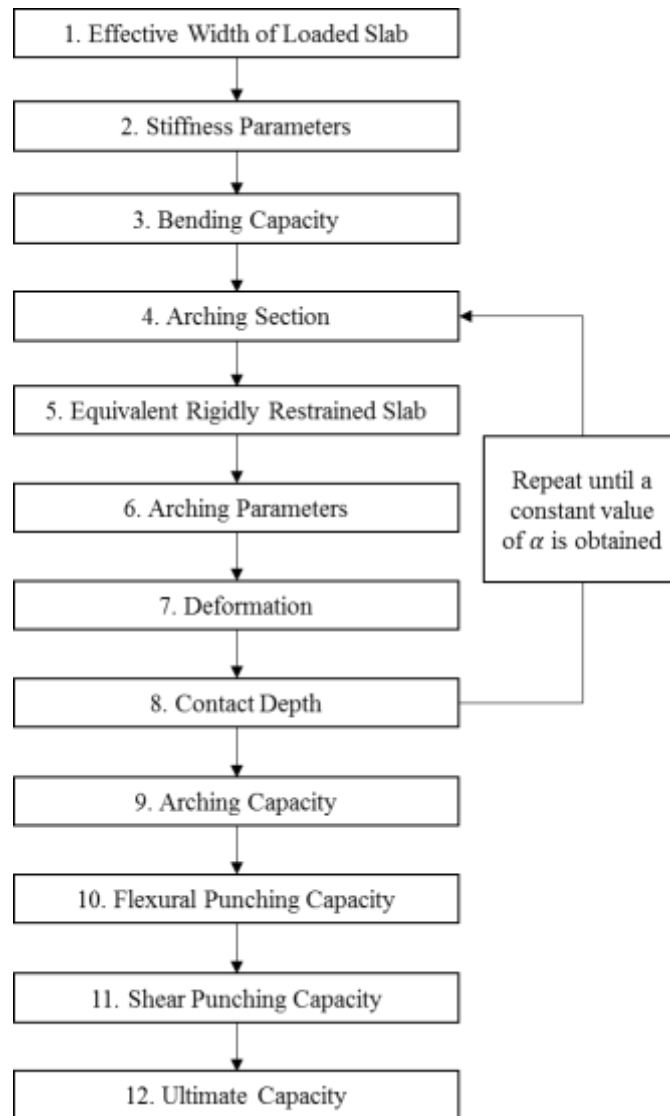 1. Effective Width of Loaded Slab
2. Stiffness Parameters
3. Bending Capacity
4. Arching Section
5. Equivalent Rigidly Restrained Slab
6. Arching Parameters
7. Deformation
8. Contact Depth
Repeat until a
constant value
of α is obtained
9. Arching Capacity
10. Flexural Punching Capacity
11. Shear Punching Capacity
12. Ultimate Capacity